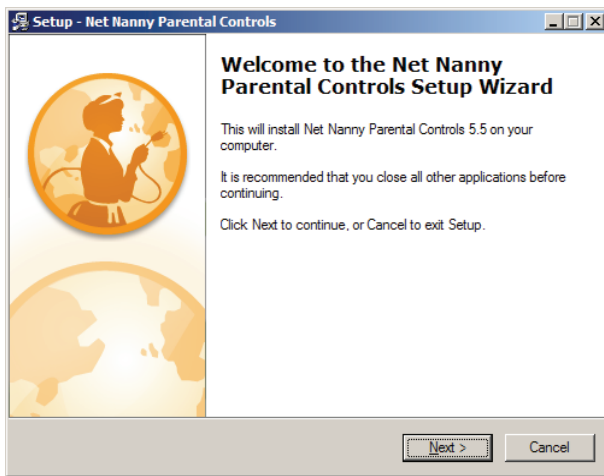 Setup - Net Nanny Parental Controls
Welcome to the Net Nanny
Parental Controls Setup Wizard
This will install Net Nanny Parental Controls 5.5 on your
computer.
It is recommended that you close all other applications before
continuing.
Click Next to continue, or Cancel to exit Setup.
Next >
Cancel